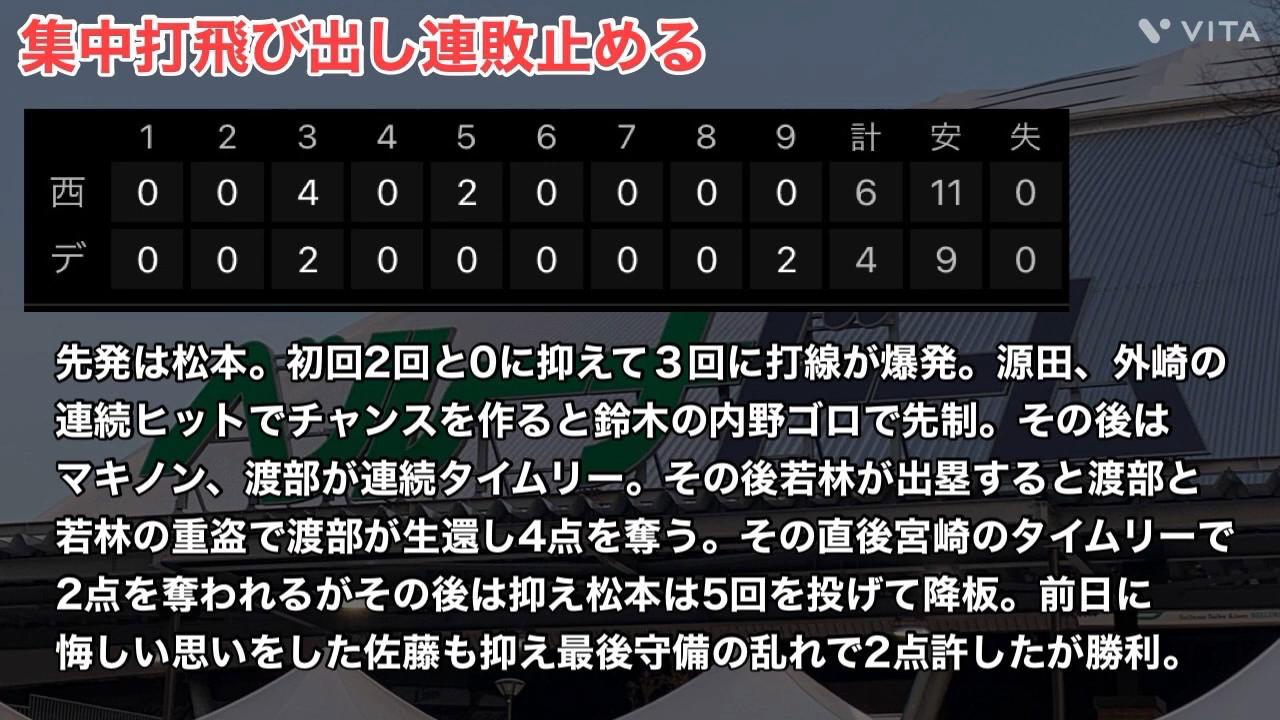 集中打飛び出し連敗止める
VITA
1 2 3 4 5 6 7 8 9 計 安 失
西 0 0 4 0 2 0 0 0 0 6 11 0
デ 0 0 2 0 0 0 0 0 2 4 9 0
先発は松本。初回2回と0に抑えて３回に打線が爆発。源田、外崎の
連続ヒットでチャンスを作ると鈴木の内野ゴロで先制。その後は
マキノン、渡部が連続タイムリー。その後若林が出塁すると渡部と
若林の重盗で渡部が生還し4点を奪う。その直後宮崎のタイムリーで
2点を奪われるがその後は抑え松本は5回を投げて降板。前日に
悔しい思いをした佐藤も抑え最後守備の乱れで2点許したが勝利。